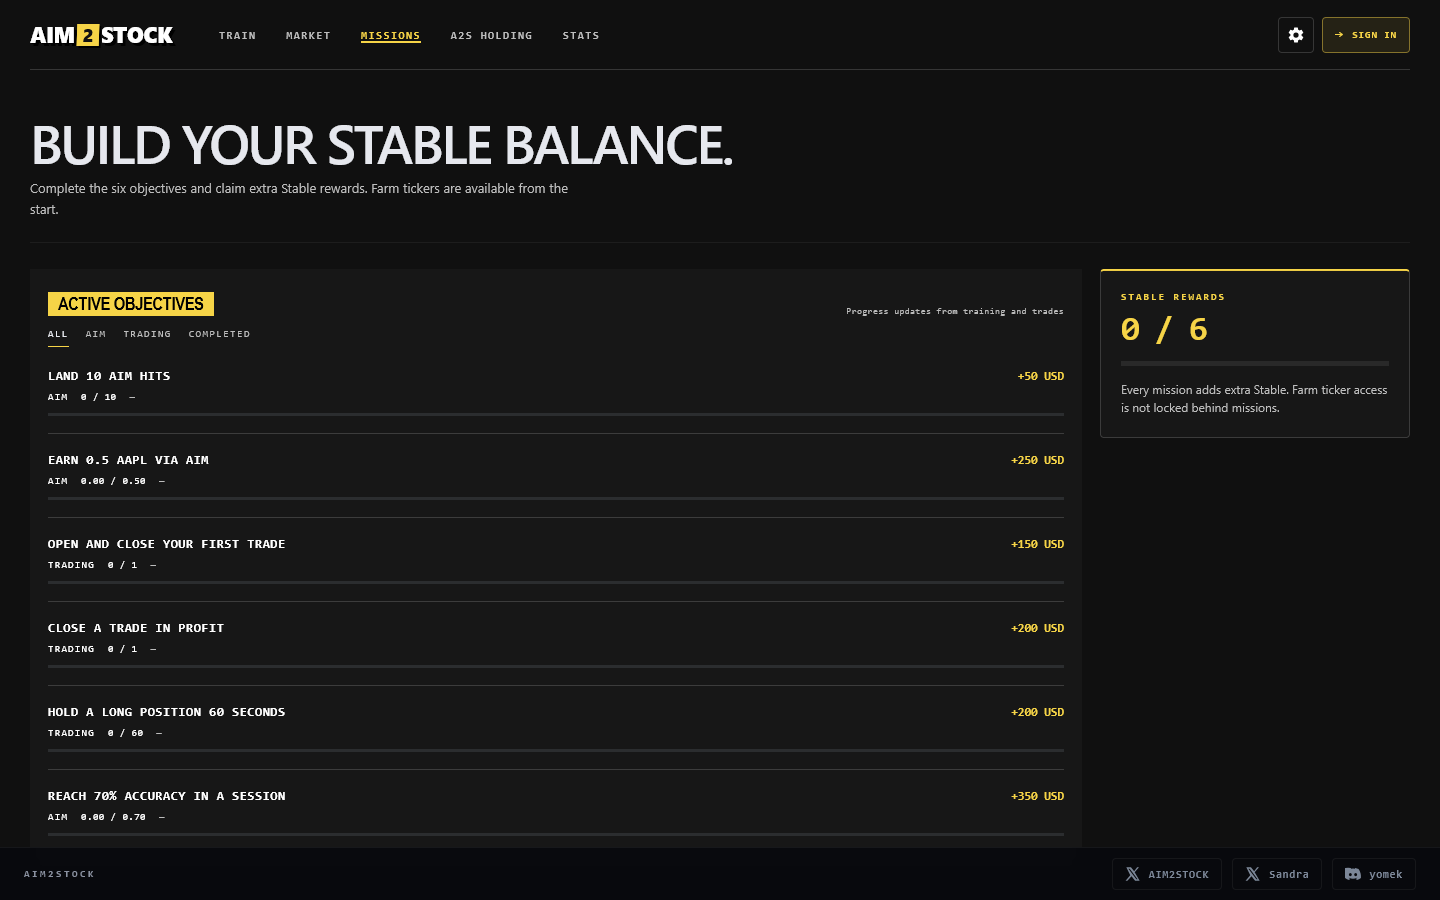 AIM2STOCK
TRAIN MARKET MISSIONS A2S HOLDING STATS
→ SIGN IN
BUILD YOUR STABLE BALANCE.
Complete the six objectives and claim extra Stable rewards. Farm tickers are available from the
start.
ACTIVE OBJECTIVES
Progress updates from training and trades
ALL AIM TRADING COMPLETED
LAND 10 AIM HITS +50 USD
AIM 0 / 10 —
EARN 0.5 AAPL VIA AIM +250 USD
AIM 0.00 / 0.50 —
OPEN AND CLOSE YOUR FIRST TRADE +150 USD
TRADING 0 / 1 —
CLOSE A TRADE IN PROFIT +200 USD
TRADING 0 / 1 —
HOLD A LONG POSITION 60 SECONDS +200 USD
TRADING 0 / 60 —
REACH 70% ACCURACY IN A SESSION +350 USD
AIM 0.00 / 0.70 —
STABLE REWARDS
0 / 6
Every mission adds extra Stable. Farm ticker access
is not locked behind missions.
AIM2STOCK
AIM2STOCK Sandra yomek